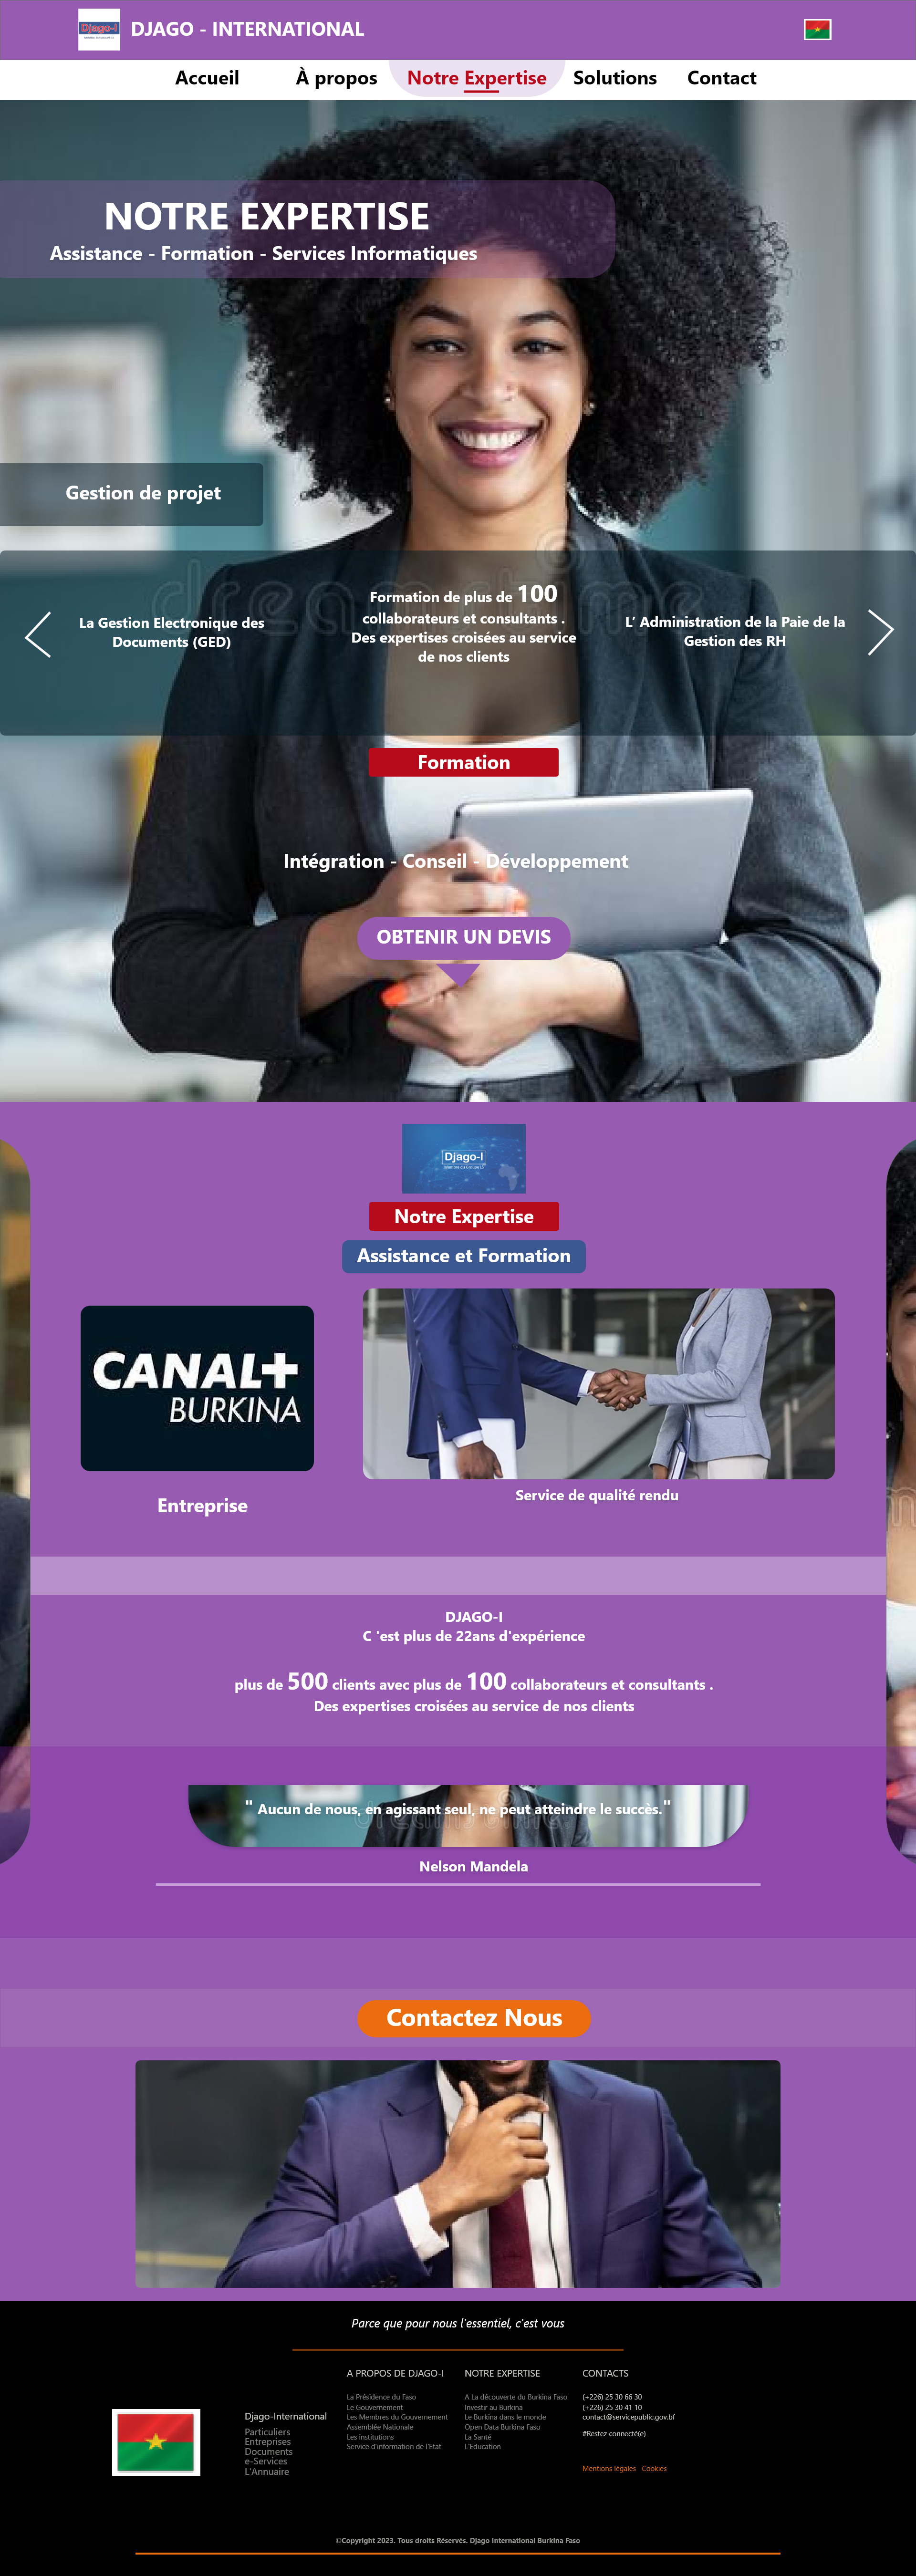 Djago-I
DJAGO - INTERNATIONAL
Accueil
À propos
Notre Expertise
Solutions
Contact
NOTRE EXPERTISE
Assistance - Formation - Services Informatiques
Gestion de projet
dreamstime
La Gestion Electronique des
Documents (GED)
Formation de plus de 100
collaborateurs et consultants .
Des expertises croisées au service
de nos clients
L’ Administration de la Paie de la
Gestion des RH
Formation
Intégration - Conseil - Développement
OBTENIR UN DEVIS
Djago-I
Notre Expertise
Assistance et Formation
CANAL+
BURKINA
Entreprise
Service de qualité rendu
DJAGO-I
C 'est plus de 22ans d'expérience
plus de 500 clients avec plus de 100 collaborateurs et consultants .
Des expertises croisées au service de nos clients
" Aucun de nous, en agissant seul, ne peut atteindre le succès."
dreamstime
Nelson Mandela
Contactez Nous
Parce que pour nous l'essentiel, c'est vous
Djago-International
Particuliers
Entreprises
Documents
e-Services
L'Annuaire
A PROPOS DE DJAGO-I
La Présidence du Faso
Le Gouvernement
Les Membres du Gouvernement
Assemblée Nationale
Les institutions
Service d'information de l'Etat
NOTRE EXPERTISE
A La découverte du Burkina Faso
Investir au Burkina
Le Burkina dans le monde
Open Data Burkina Faso
La Santé
L'Education
CONTACTS
(+226) 25 30 66 30
(+226) 25 30 41 10
contact@servicepublic.gov.bf
#Restez connecté(e)
Mentions légales Cookies
©Copyright 2023. Tous droits Réservés. Djago International Burkina Faso